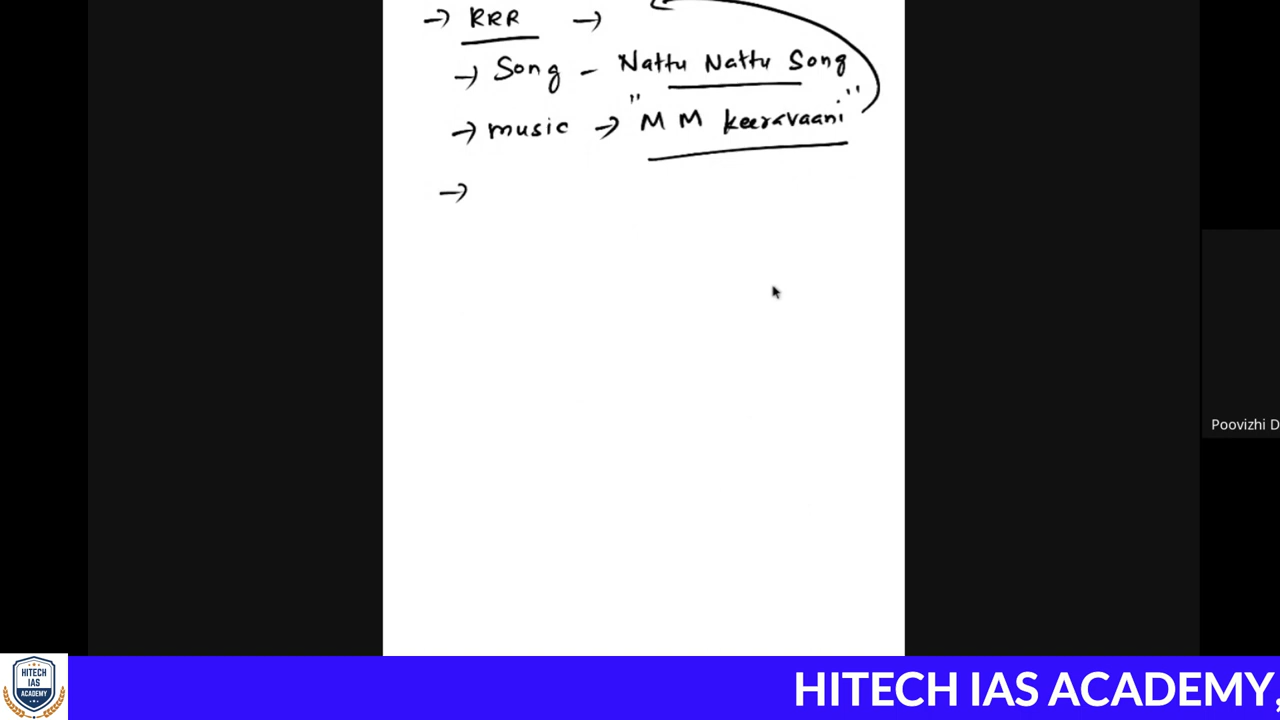 → RRR →
→ Song - Nattu Nattu Song
→ music → "M M keeravaani"
→
Poovizhi D
HITECH IAS ACADEMY
HITECH IAS ACADEMY,